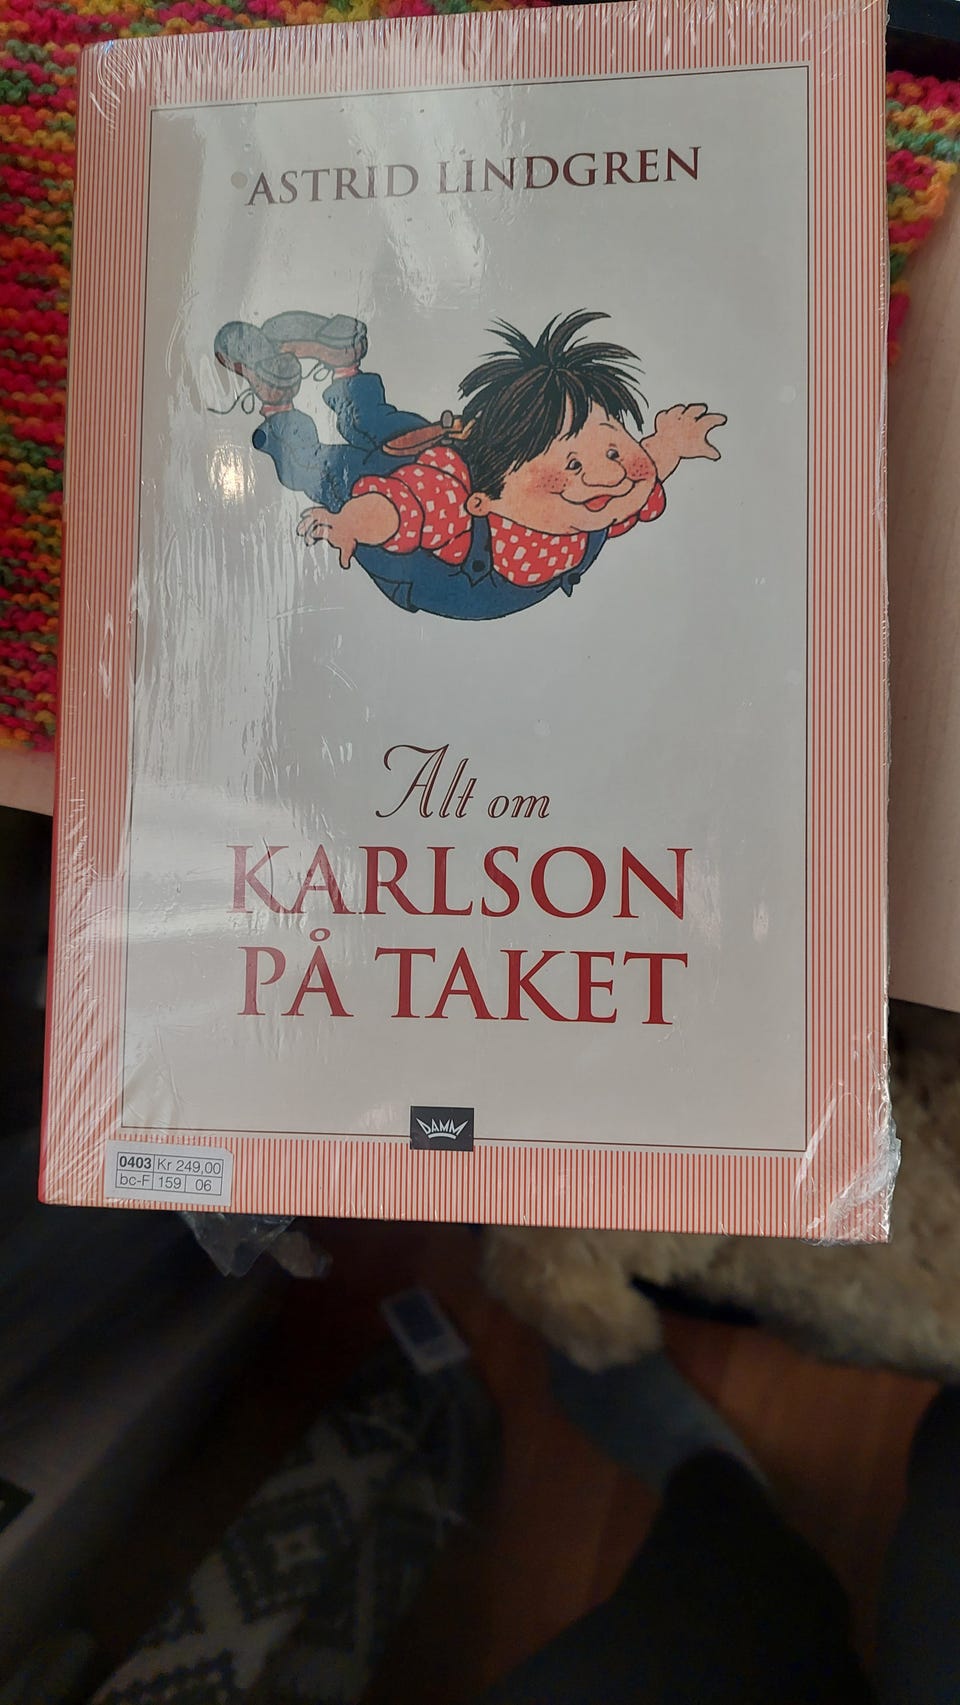 ASTRID LINDGREN
Alt om
KARLSON
PÅ TAKET
DAMM
0403 Kr 249,00
bc-F 159 06